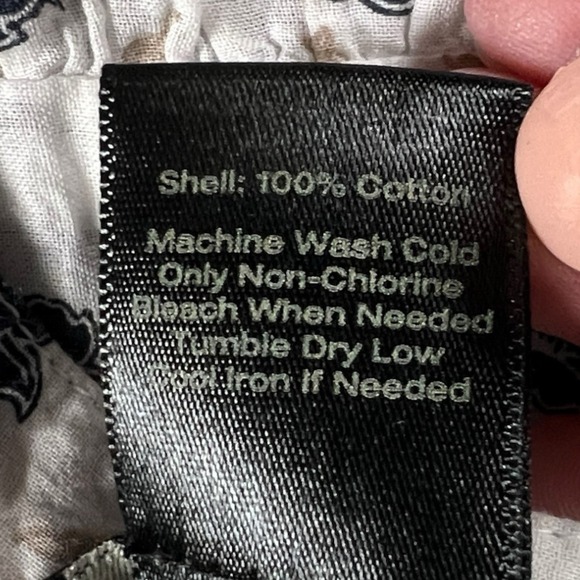 Shell: 100% Cotton
Machine Wash Cold
Only Non-Chlorine
Bleach When Needed
Tumble Dry Low
Cool Iron If Needed